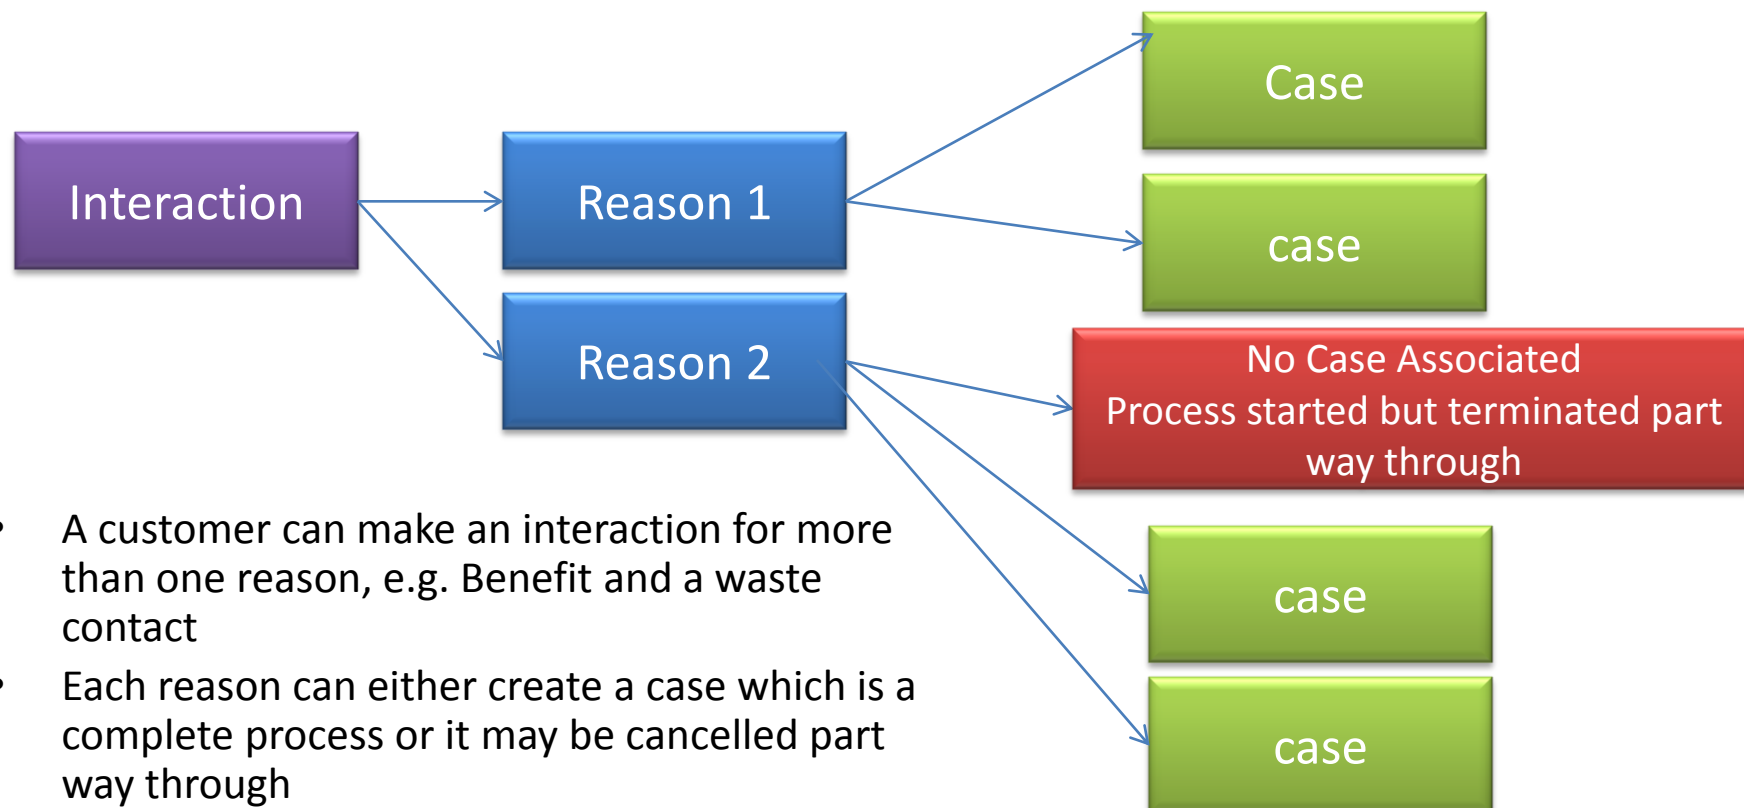 Case
Interaction
Reason 1
case
Reason 2
No Case Associated
Process started but terminated part
way through
• A customer can make an interaction for more
than one reason, e.g. Benefit and a waste
contact
• Each reason can either create a case which is a
complete process or it may be cancelled part
way through
case
case